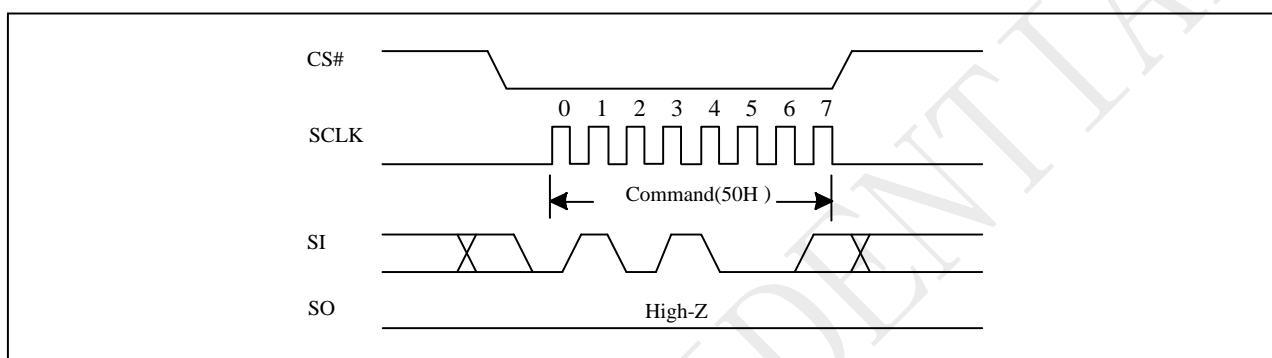 CS#
0 1 2 3 4 5 6 7
SCLK
Command(50H )
SI
SO
High-Z